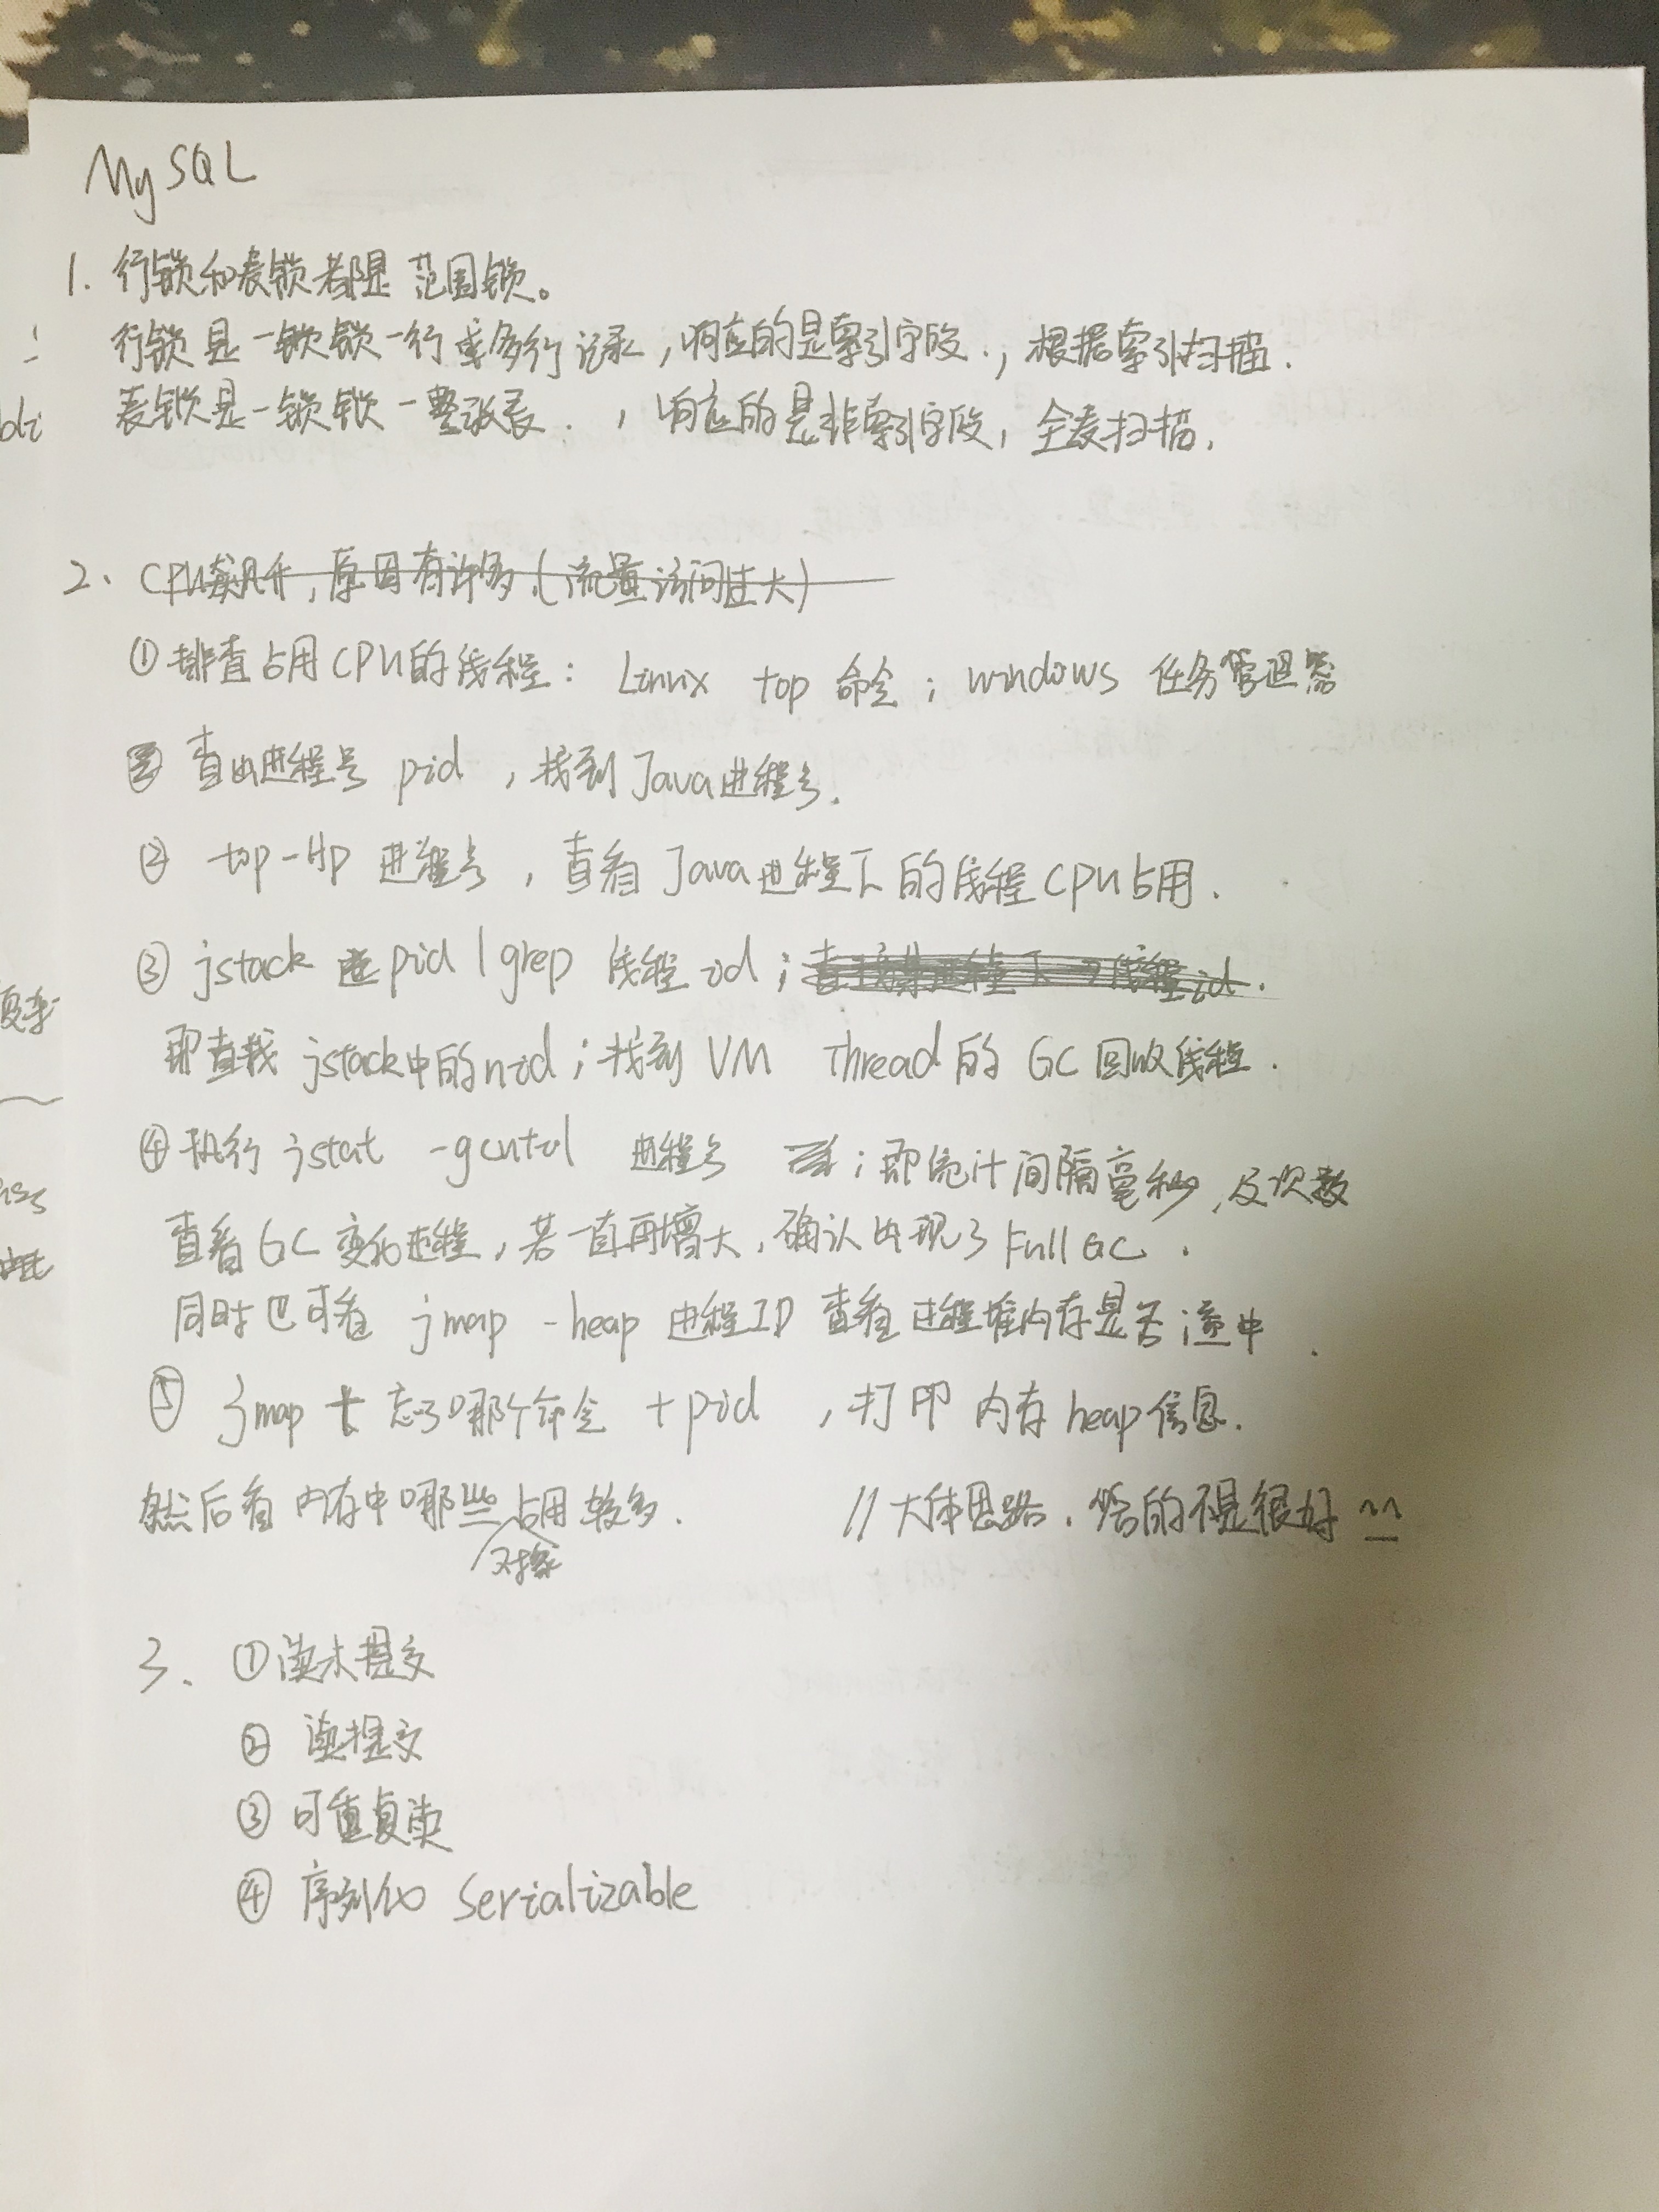 MySQL
1. 行锁和表锁都是 范围锁。
行锁是一锁锁一行或多行记录，响应的是索引字段.，根据索引扫描.
表锁是一锁锁一整张表.，响应的是非索引字段，全表扫描.
2、CPU飙升，原因有许多.(流量访问过大)
① 排查占用CPU的线程： Linux top 命令；windows 任务管理器
查出进程号 pid ，找到Java进程号.
② top -Hp 进程号，查看Java进程下的线程CPU占用.
③ jstack pid | grep 线程id；
即查找 jstack中的nid；找到 VM Thread的 GC 回收线程.
④ 执行 jstat -gcutil 进程号 ；即统计间隔毫秒,及次数
查看GC变化过程，若一直再增大，确认出现了Full GC.
同时也可看 jmap -heap 进程ID 查看进程堆内存是否适中.
⑤ jmap + 忘了哪个命令 + pid ，打印 内存heap信息.
然后看 内存中哪些占用较多. //大体思路.答的不是很好
对象
3、①读未提交
② 读提交
③ 可重复读
④ 序列化 Serializable